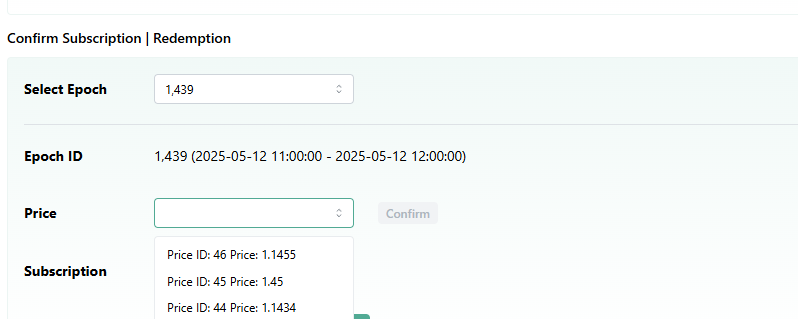 Confirm Subscription | Redemption
Select Epoch 1,439
Epoch ID 1,439 (2025-05-12 11:00:00 - 2025-05-12 12:00:00)
Price Confirm
Subscription
Price ID: 46 Price: 1.1455
Price ID: 45 Price: 1.45
Price ID: 44 Price: 1.1434